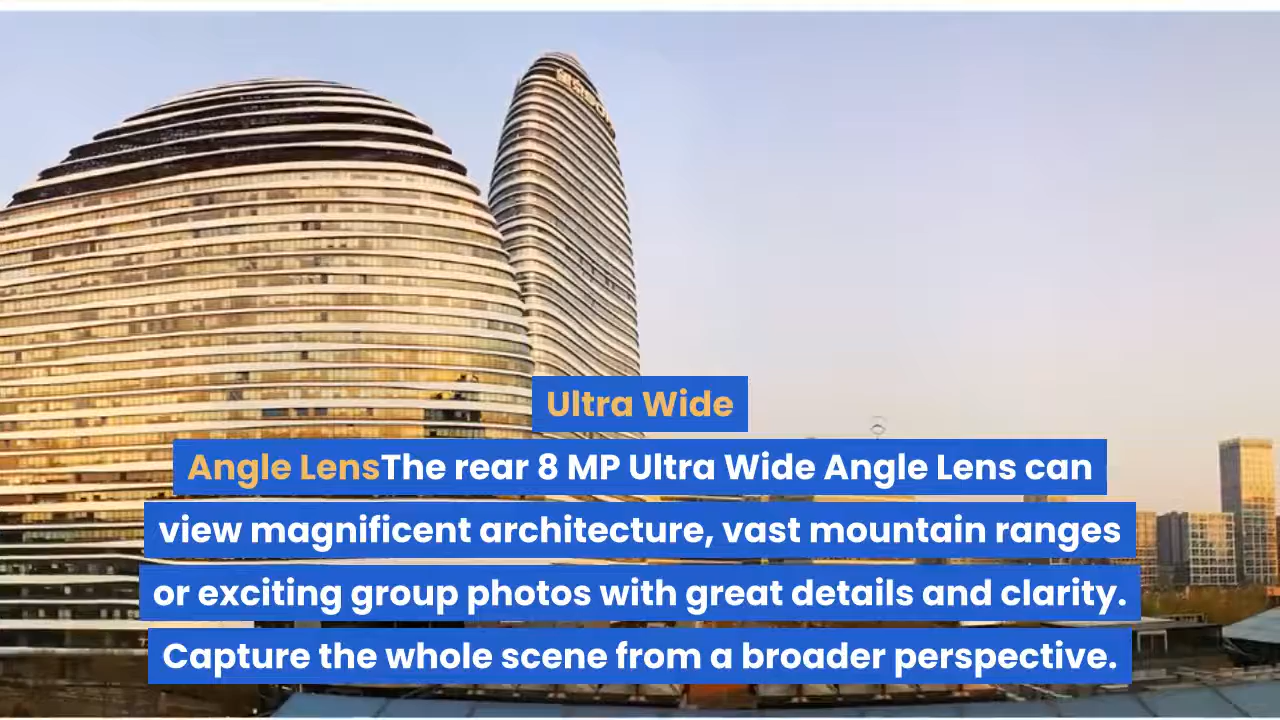 Ultra Wide
Angle LensThe rear 8 MP Ultra Wide Angle Lens can
view magnificent architecture, vast mountain ranges
or exciting group photos with great details and clarity.
Capture the whole scene from a broader perspective.